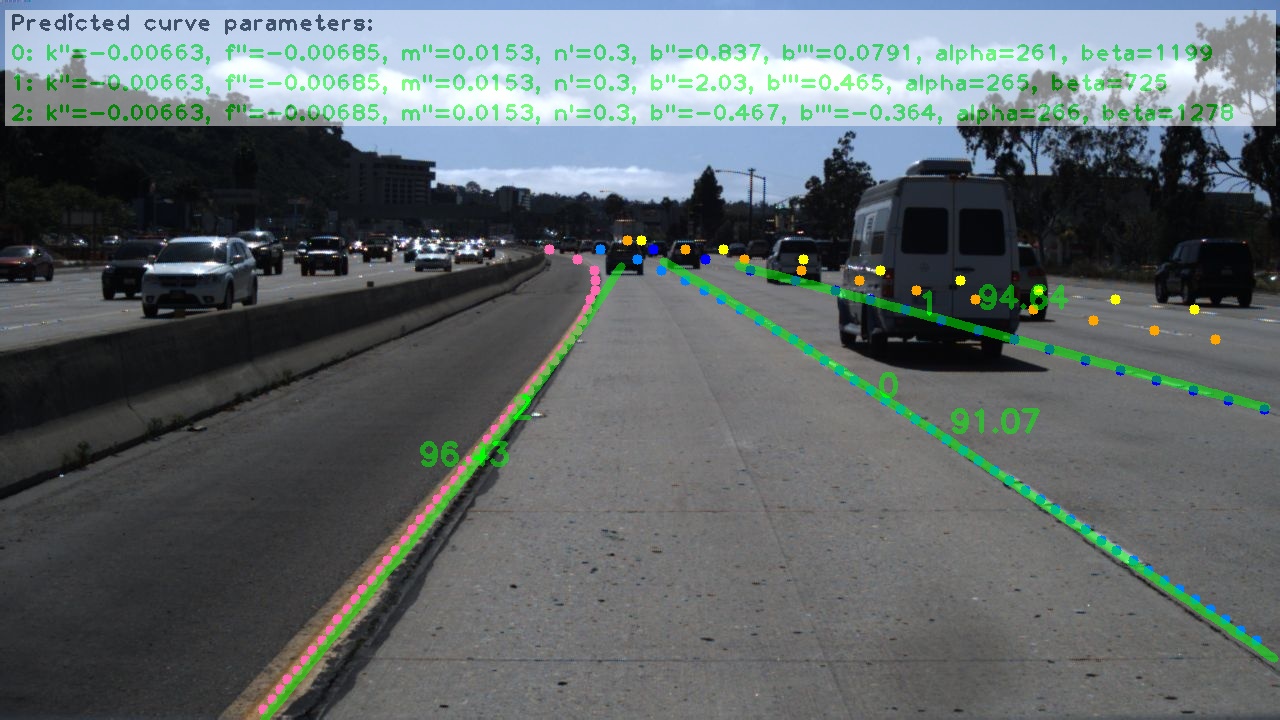 Predicted curve parameters:
0: k''=-0.00663, f''=-0.00685, m''=0.0153, n'=0.3, b''=0.837, b'''=0.0791, alpha=261, beta=1199
1: k''=-0.00663, f''=-0.00685, m''=0.0153, n'=0.3, b''=2.03, b'''=0.465, alpha=265, beta=725
2: k''=-0.00663, f''=-0.00685, m''=0.0153, n'=0.3, b''=-0.467, b'''=-0.364, alpha=266, beta=1278
1 94.64
0
91.07
2
96.43